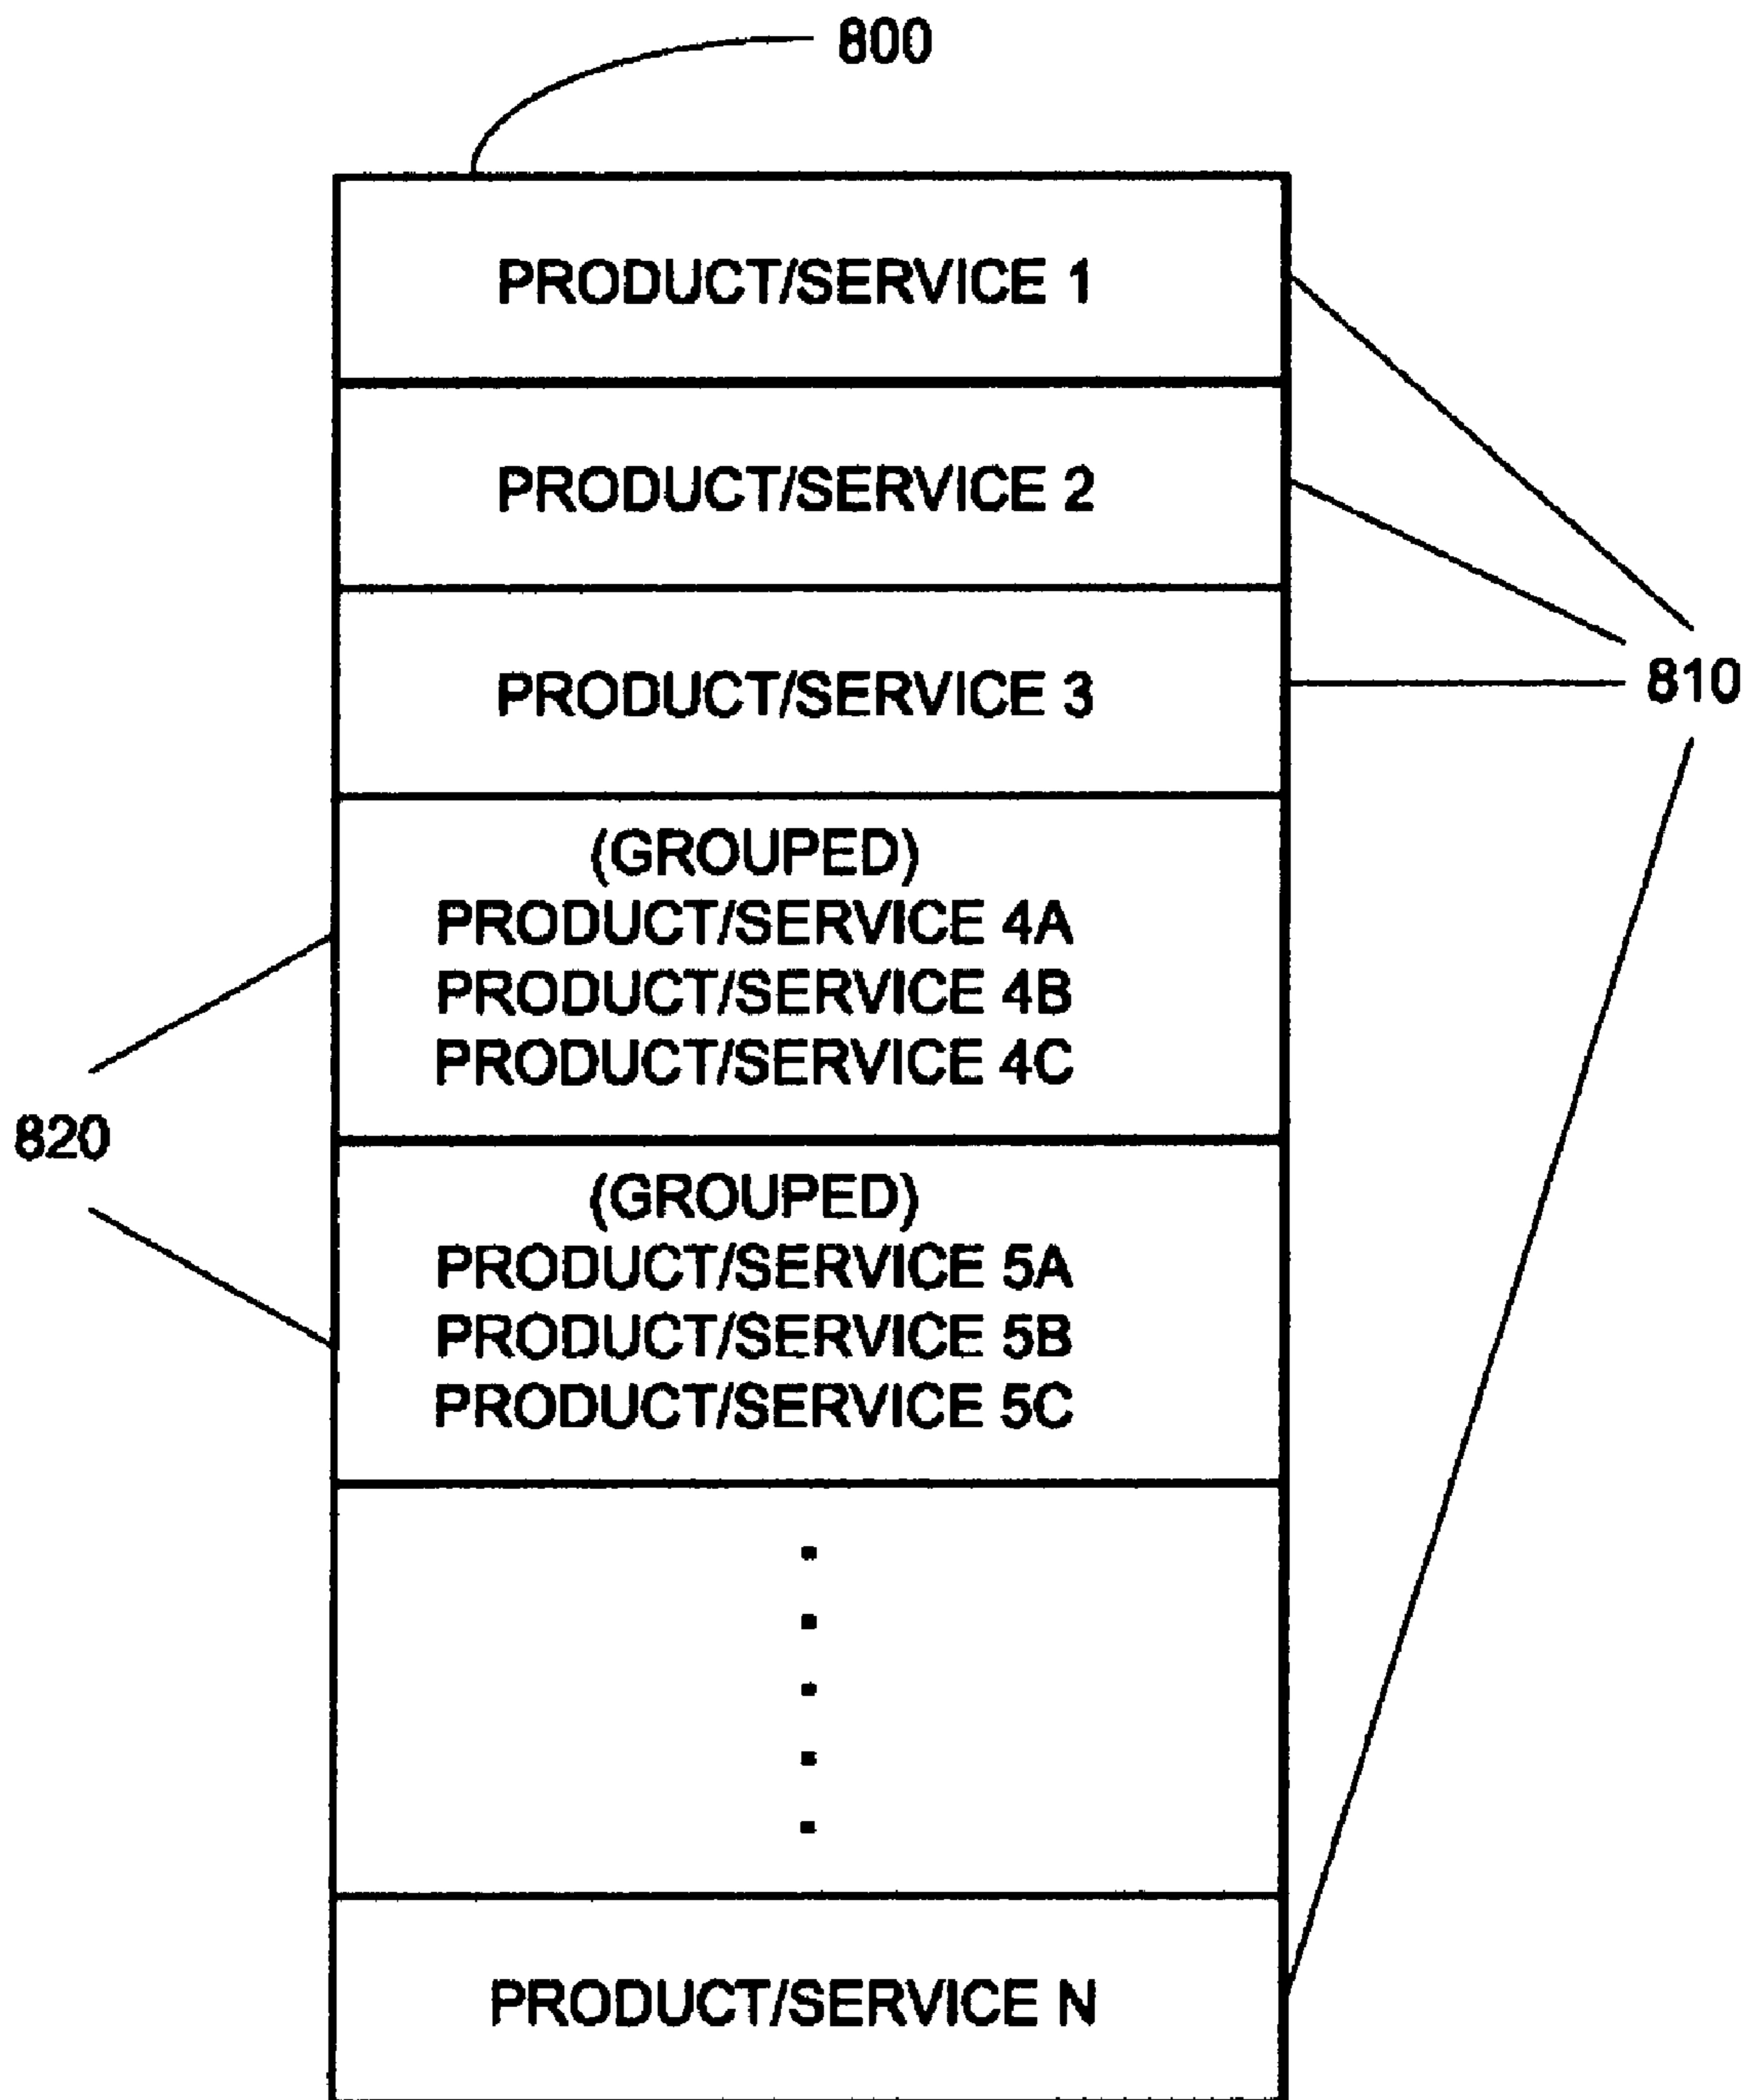 800
PRODUCT/SERVICE 1
PRODUCT/SERVICE 2
PRODUCT/SERVICE 3
810
(GROUPED)
PRODUCT/SERVICE 4A
PRODUCT/SERVICE 4B
PRODUCT/SERVICE 4C
820
(GROUPED)
PRODUCT/SERVICE 5A
PRODUCT/SERVICE 5B
PRODUCT/SERVICE 5C
PRODUCT/SERVICE N